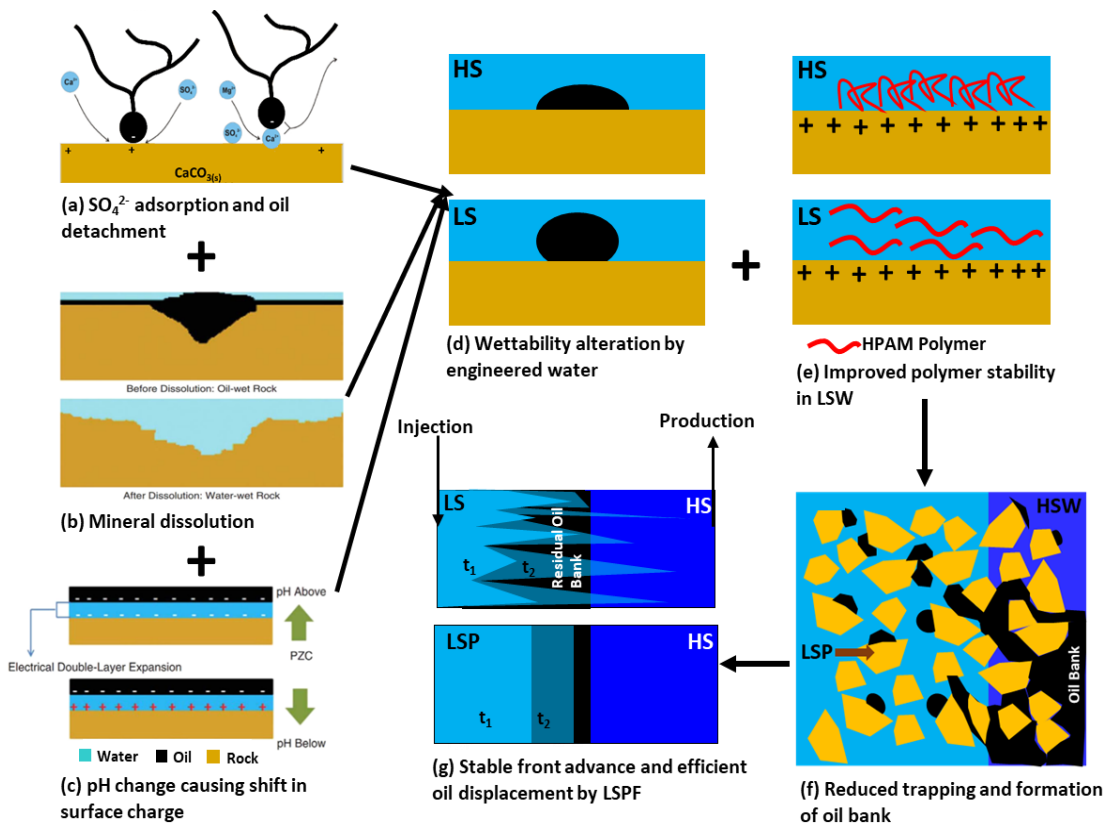 Ca²⁺
SO₄²⁻
Mg²⁺
SO₄²⁻
Ca²⁺
-
-
+
+
+
CaCO₃₍ₛ₎
(a) SO₄²⁻ adsorption and oil
detachment
+
Before Dissolution: Oil-wet Rock
After Dissolution: Water-wet Rock
(b) Mineral dissolution
+
pH Above
- - - - - - - - - -
- - - - - - - - - -
PZC
Electrical Double-Layer Expansion
- - - - - - - - - -
+ + + + + + + + + + +
pH Below
Water Oil Rock
(c) pH change causing shift in
surface charge
HS
LS
(d) Wettability alteration by
engineered water
+
HS
+ + + + + + + + + +
LS
+ + + + + + + + + +
HPAM Polymer
(e) Improved polymer stability
in LSW
Injection
Production
LS
HS
t₁
t₂
Residual Oil
Bank
LSP
HS
t₁
t₂
(g) Stable front advance and efficient
oil displacement by LSPF
HSW
LSP
Oil Bank
(f) Reduced trapping and formation
of oil bank